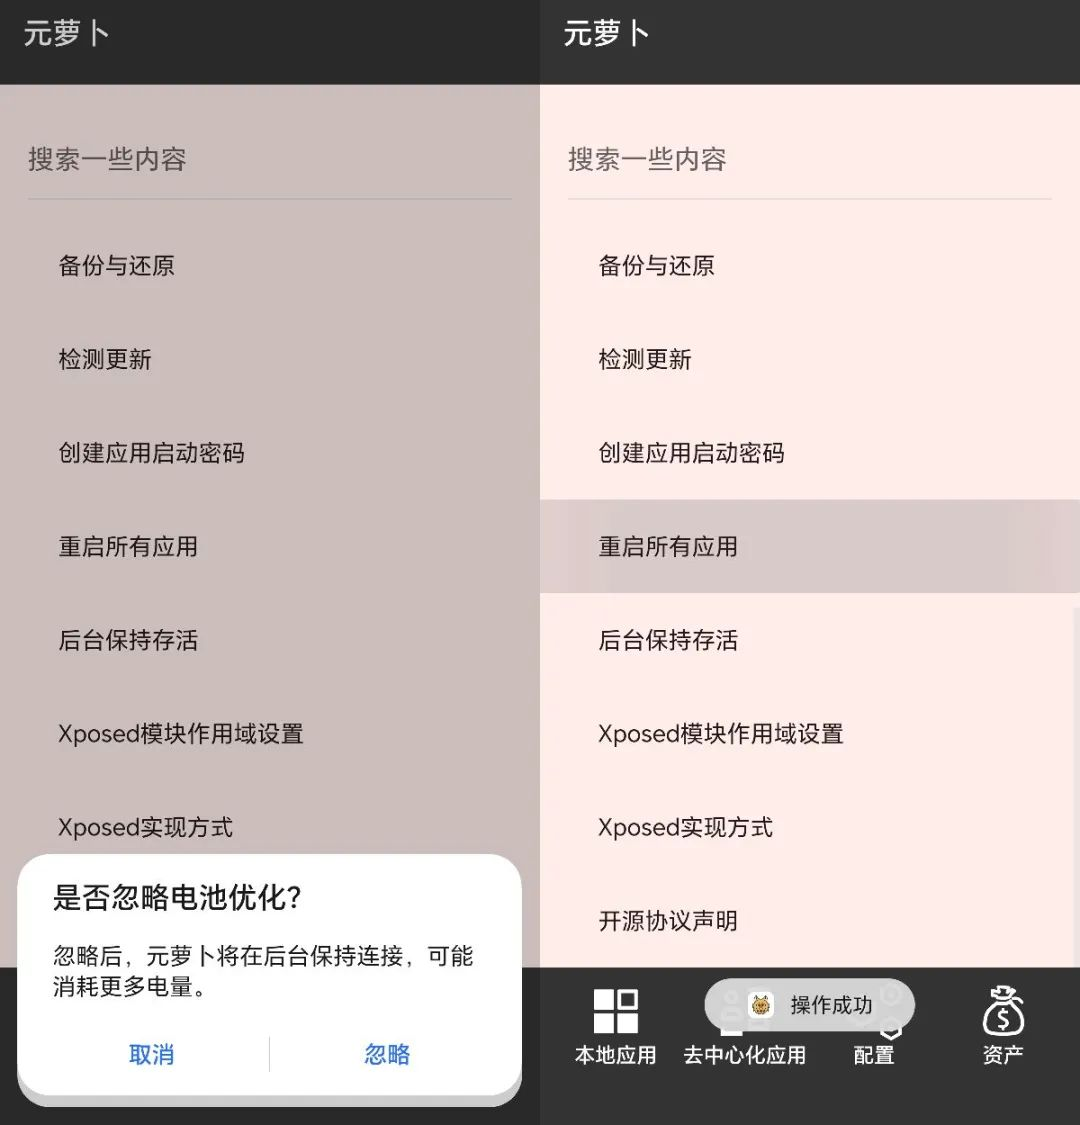 元萝卜
搜索一些内容
备份与还原
检测更新
创建应用启动密码
重启所有应用
后台保持存活
Xposed模块作用域设置
Xposed实现方式
是否忽略电池优化?
忽略后，元萝卜将在后台保持连接，可能
消耗更多电量。
取消
忽略
元萝卜
搜索一些内容
备份与还原
检测更新
创建应用启动密码
重启所有应用
后台保持存活
Xposed模块作用域设置
Xposed实现方式
开源协议声明
操作成功
本地应用
去中心化应用
配置
资产